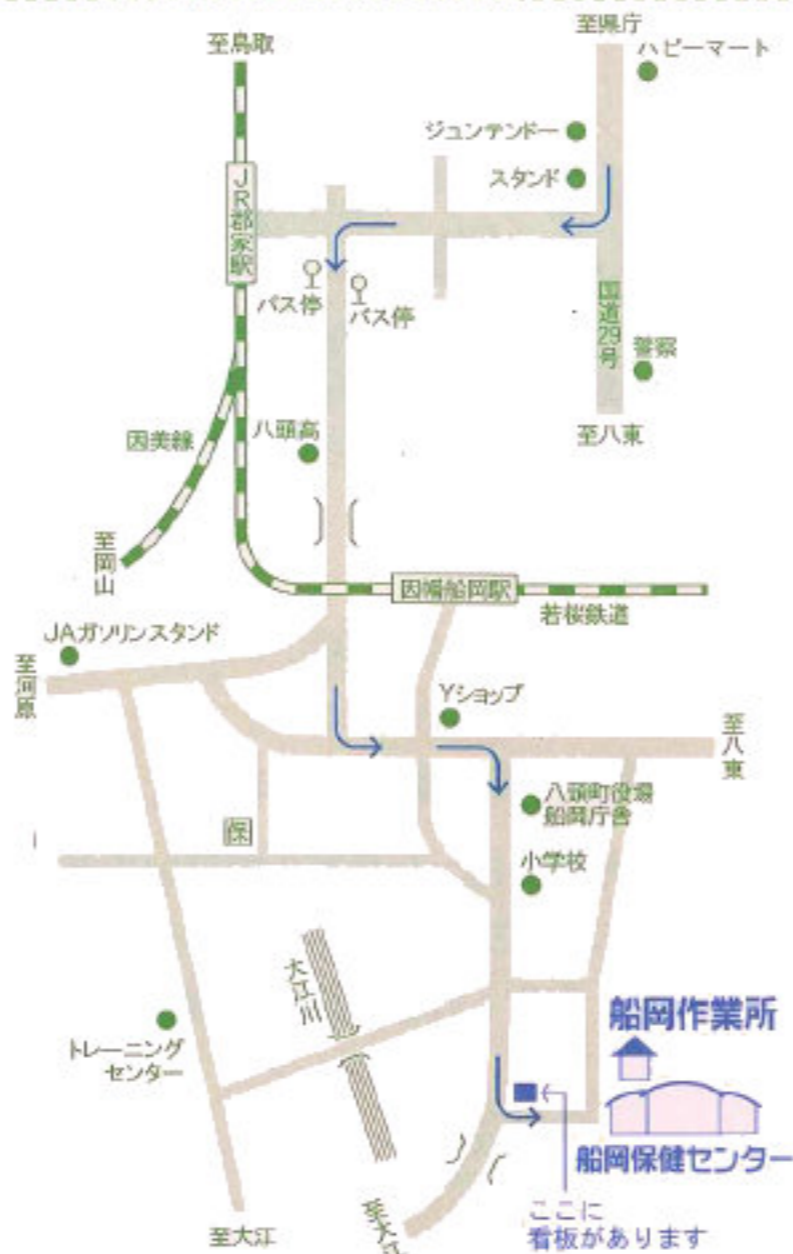 至県庁
至鳥取
ハピーマート
ジュンテンドー
スタンド
JR郡家駅
バス停
バス停
国道29号
警察
因美線
八頭高
至八東
至岡山
因幡船岡駅
若桜鉄道
JAガソリンスタンド
至河原
Yショップ
至八東
八頭町役場
船岡庁舎
保
小学校
大江川
船岡作業所
トレーニング
センター
船岡保健センター
至大江
至大江
ここに
看板があります